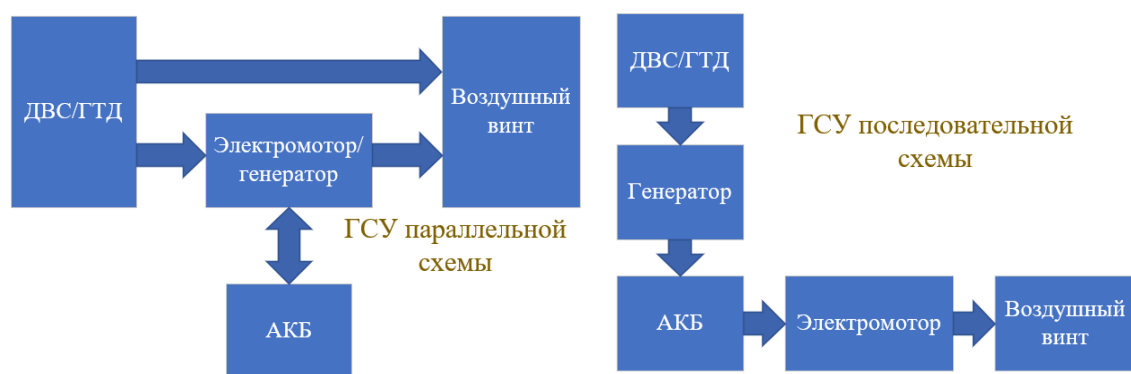 ДВС/ГТД
Электромотор/
генератор
Воздушный
винт
ГСУ параллельной
схемы
АКБ
ДВС/ГТД
ГСУ последовательной
схемы
Генератор
АКБ
Электромотор
Воздушный
винт